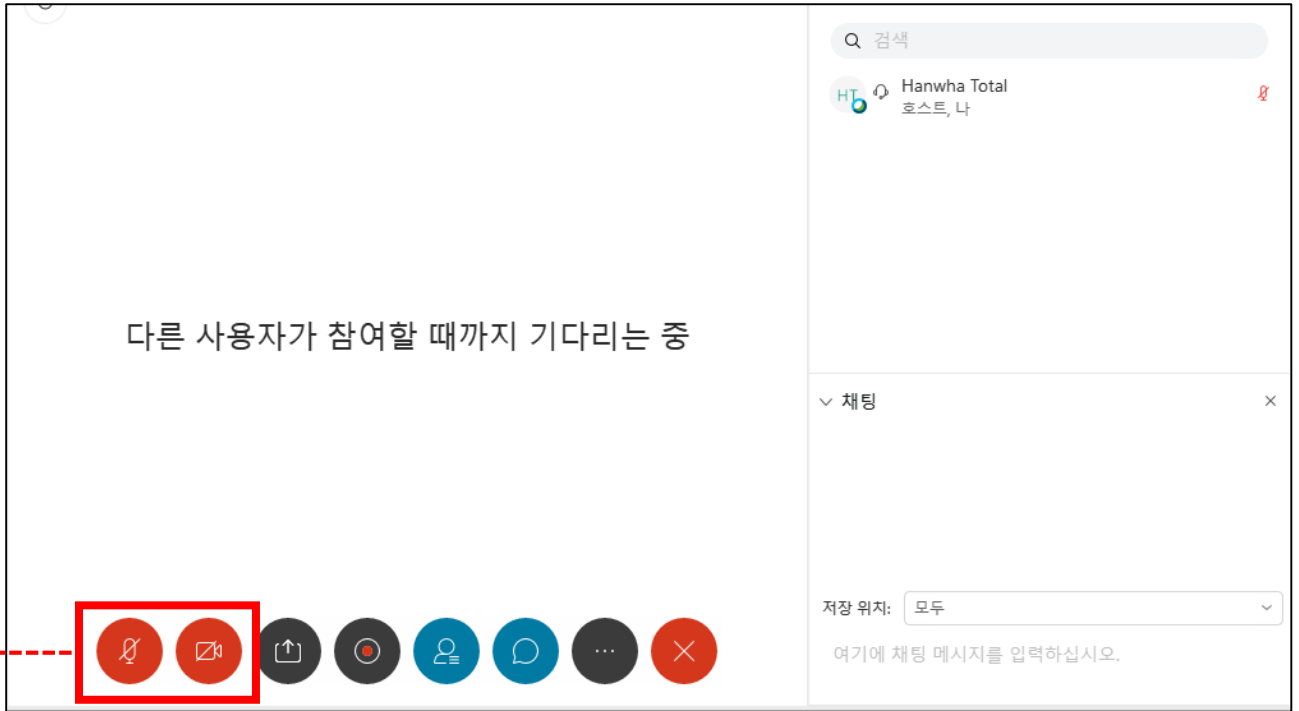 다른 사용자가 참여할 때까지 기다리는 중
검색
HT
Hanwha Total
호스트, 나
채팅
저장 위치: 모두
여기에 채팅 메시지를 입력하십시오.